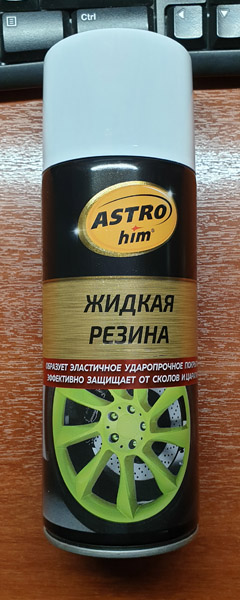 Ctrl
ASTRO
him®
ЖИДКАЯ
РЕЗИНА
ОБРАЗУЕТ ЭЛАСТИЧНОЕ УДАРОПРОЧНОЕ
ЭФФЕКТИВНО ЗАЩИЩАЕТ ОТ СКОЛОВ И